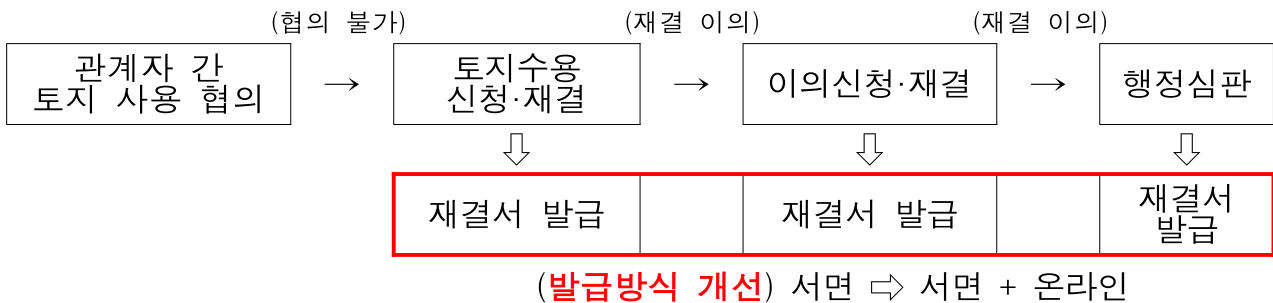 (협의 불가) (재결 이의) (재결 이의)
관계자 간
토지 사용 협의
→
토지수용
신청·재결
→
이의신청·재결
→
행정심판
⇩ ⇩ ⇩
재결서 발급
재결서 발급
재결서
발급
(발급방식 개선) 서면 ⇨ 서면 + 온라인